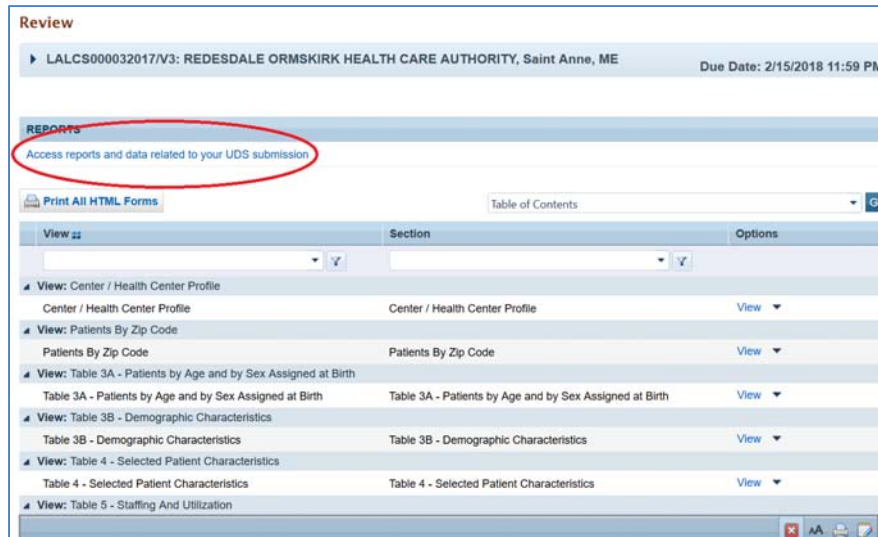 Review
LALCS000032017/V3: REDESDALE ORMSKIRK HEALTH CARE AUTHORITY, Saint Anne, ME
Due Date: 2/15/2018 11:59 PM
REPORTS
Access reports and data related to your UDS submission
Print All HTML Forms
Table of Contents
G
View Section Options
View: Center / Health Center Profile
Center / Health Center Profile Center / Health Center Profile View
View: Patients By Zip Code
Patients By Zip Code Patients By Zip Code View
View: Table 3A - Patients by Age and by Sex Assigned at Birth
Table 3A - Patients by Age and by Sex Assigned at Birth Table 3A - Patients by Age and by Sex Assigned at Birth View
View: Table 3B - Demographic Characteristics
Table 3B - Demographic Characteristics Table 3B - Demographic Characteristics View
View: Table 4 - Selected Patient Characteristics
Table 4 - Selected Patient Characteristics Table 4 - Selected Patient Characteristics View
View: Table 5 - Staffing And Utilization
AA